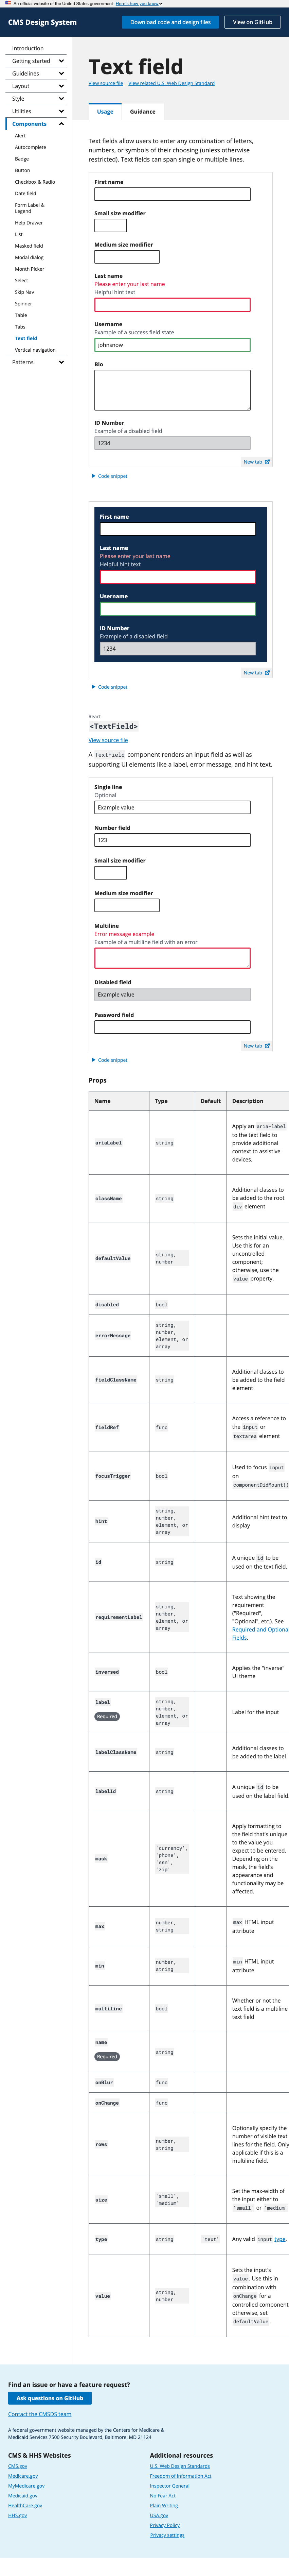 An official website of the United States government Here's how you know
CMS Design System
Download code and design files
View on GitHub
Introduction
Getting started
Guidelines
Layout
Style
Utilities
Components
Alert
Autocomplete
Badge
Button
Checkbox & Radio
Date field
Form Label &
Legend
Help Drawer
List
Masked field
Modal dialog
Month Picker
Select
Skip Nav
Spinner
Table
Tabs
Text field
Vertical navigation
Patterns
Text field
View source file View related U.S. Web Design Standard
Usage
Guidance
Text fields allow users to enter any combination of letters,
numbers, or symbols of their choosing (unless otherwise
restricted). Text fields can span single or multiple lines.
First name
Small size modifier
Medium size modifier
Last name
Please enter your last name
Helpful hint text
Username
Example of a success field state
johnsnow
Bio
ID Number
Example of a disabled field
1234
New tab
Code snippet
First name
Last name
Please enter your last name
Helpful hint text
Username
ID Number
Example of a disabled field
1234
New tab
Code snippet
React
<TextField>
View source file
A TextField component renders an input field as well as
supporting UI elements like a label, error message, and hint text.
Single line
Optional
Example value
Number field
123
Small size modifier
Medium size modifier
Multiline
Error message example
Example of a multiline field with an error
Disabled field
Example value
Password field
New tab
Code snippet
Props
Name Type Default Description
ariaLabel string Apply an aria-label
to the text field to
provide additional
context to assistive
devices.
className string Additional classes to
be added to the root
div element
defaultValue string,
number
Sets the initial value.
Use this for an
uncontrolled
component;
otherwise, use the
value property.
disabled bool
errorMessage string,
number,
element, or
array
fieldClassName string Additional classes to
be added to the field
element
fieldRef func Access a reference to
the input or
textarea element
focusTrigger bool Used to focus input
on
componentDidMount()
hint string,
number,
element, or
array
Additional hint text to
display
id string A unique id to be
used on the text field.
requirementLabel string,
number,
element, or
array
Text showing the
requirement
("Required",
"Optional", etc.). See
Required and Optional
Fields.
inversed bool Applies the "inverse"
UI theme
label
Required
string,
number,
element, or
array
Label for the input
labelClassName string Additional classes to
be added to the label
labelId string A unique id to be
used on the label field.
mask 'currency',
'phone',
'ssn',
'zip'
Apply formatting to
the field that's unique
to the value you
expect to be entered.
Depending on the
mask, the field's
appearance and
functionality may be
affected.
max number,
string
max HTML input
attribute
min number,
string
min HTML input
attribute
multiline bool Whether or not the
text field is a multiline
text field
name
Required
string
onBlur func
onChange func
rows number,
string
Optionally specify the
number of visible text
lines for the field. Only
applicable if this is a
multiline field.
size 'small',
'medium'
Set the max-width of
the input either to
'small' or 'medium'
type string 'text' Any valid input type.
value string,
number
Sets the input's
value. Use this in
combination with
onChange for a
controlled component;
otherwise, set
defaultValue.
Find an issue or have a feature request?
Ask questions on GitHub
Contact the CMSDS team
A federal government website managed by the Centers for Medicare &
Medicaid Services 7500 Security Boulevard, Baltimore, MD 21124
CMS & HHS Websites
CMS.gov
Medicare.gov
MyMedicare.gov
Medicaid.gov
HealthCare.gov
HHS.gov
Additional resources
U.S. Web Design Standards
Freedom of Information Act
Inspector General
No Fear Act
Plain Writing
USA.gov
Privacy Policy
Privacy settings